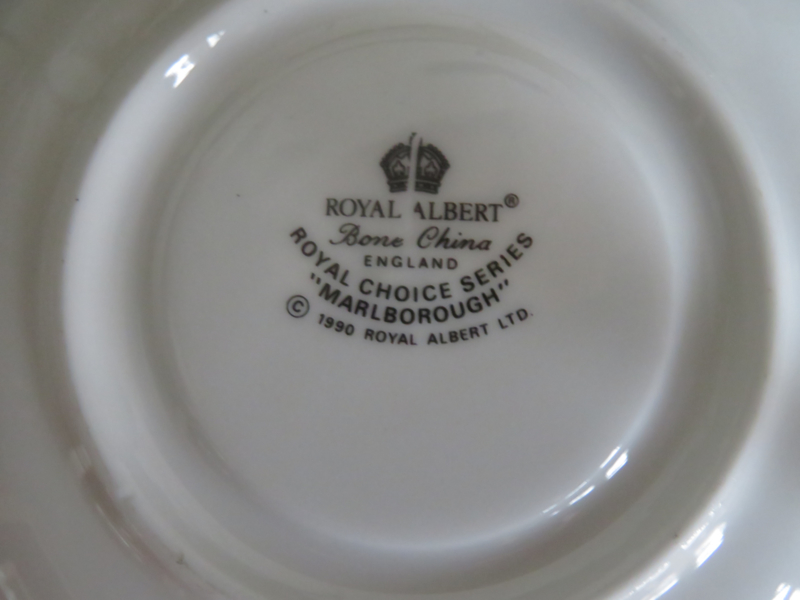 ROYAL ALBERT®
Bone China
ENGLAND
ROYAL CHOICE SERIES
"MARLBOROUGH"
© 1990 ROYAL ALBERT LTD.